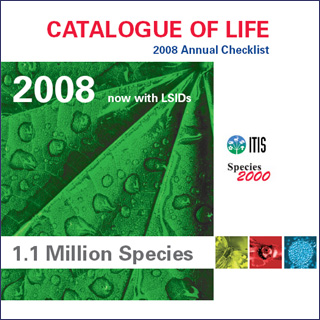 CATALOGUE OF LIFE
2008 Annual Checklist
2008 now with LSIDs
ITIS
Species
2000
1.1 Million Species